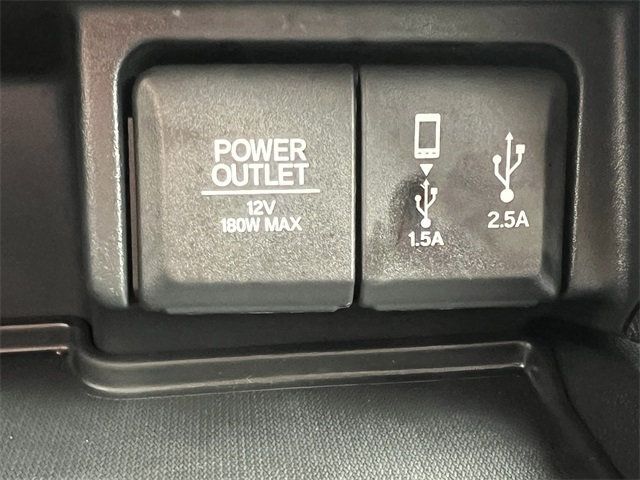 POWER
OUTLET
12V
180W MAX
1.5A
2.5A